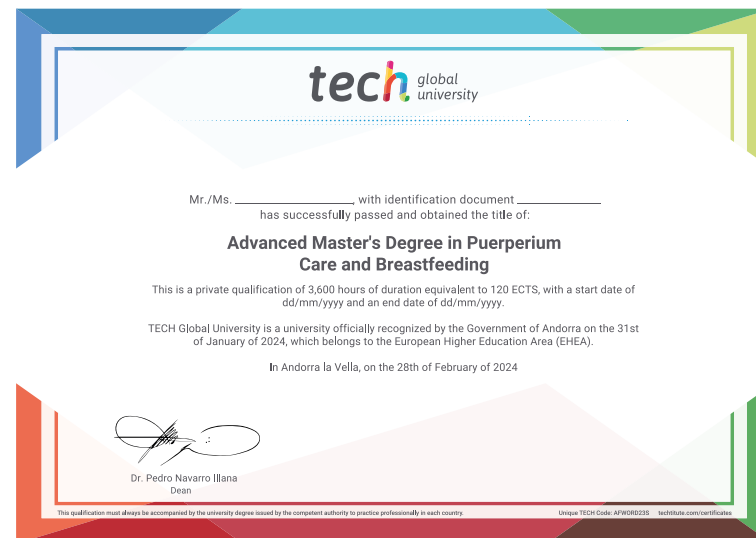 tech global
university
Mr./Ms. ____________, with identification document ____________
has successfully passed and obtained the title of:
Advanced Master's Degree in Puerperium
Care and Breastfeeding
This is a private qualification of 3,600 hours of duration equivalent to 120 ECTS, with a start date of
dd/mm/yyyy and an end date of dd/mm/yyyy.
TECH Global University is a university officially recognized by the Government of Andorra on the 31st
of January of 2024, which belongs to the European Higher Education Area (EHEA).
In Andorra la Vella, on the 28th of February of 2024
Dr. Pedro Navarro Illana
Dean
This qualification must always be accompanied by the university degree issued by the competent authority to practice professionally in each country. Unique TECH Code: AFWORD23S techtitute.com/certificates